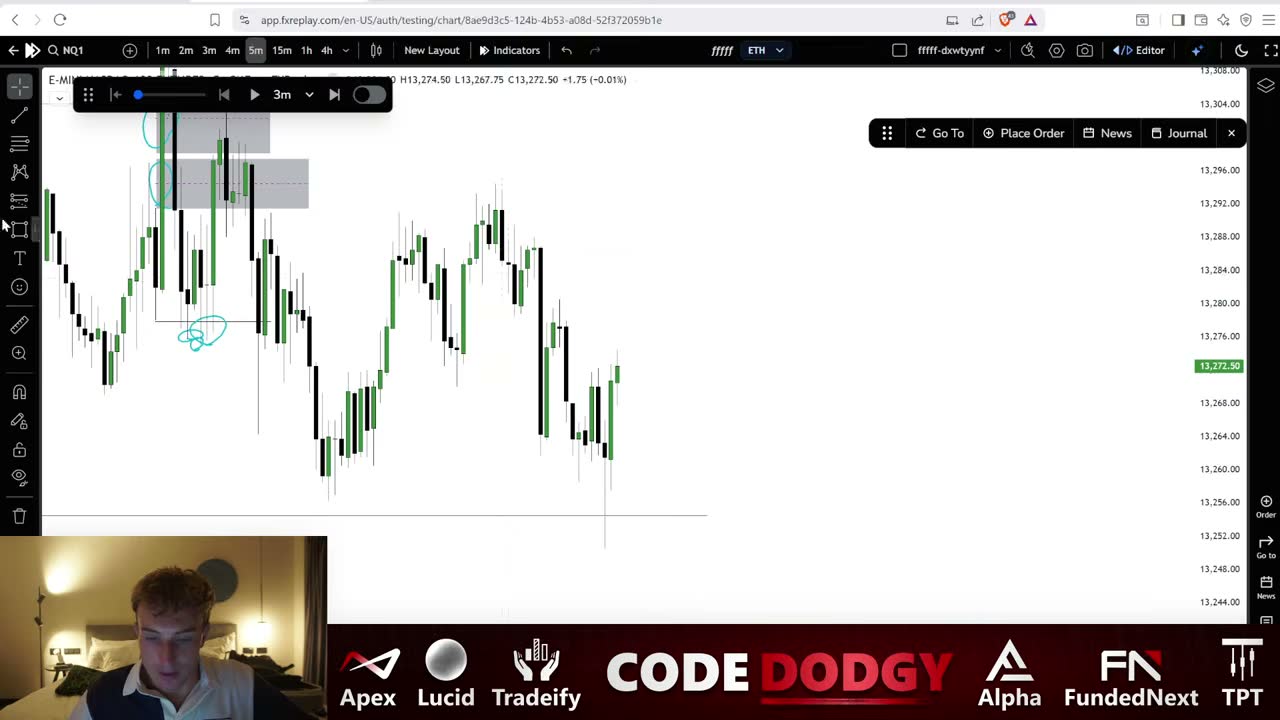 app.fxreplay.com/en-US/auth/testing/chart/8ae9d3c5-124b-4b53-a08d-52f372059b1e
NQ1 1m 2m 3m 4m 5m 15m 1h 4h New Layout Indicators fffff ETH fffff-dxwtyynf Editor
H13,274.50 L13,267.75 C13,272.50 +1.75 (−0.01%)
3m
Go To Place Order News Journal
13,308.00
13,304.00
13,296.00
13,292.00
13,288.00
13,284.00
13,280.00
13,276.00
13,272.50
13,268.00
13,264.00
13,260.00
13,256.00
13,252.00
13,248.00
13,244.00
Order
Go to
News
CODE DODGY
Apex Lucid Tradeify Alpha FundedNext TPT